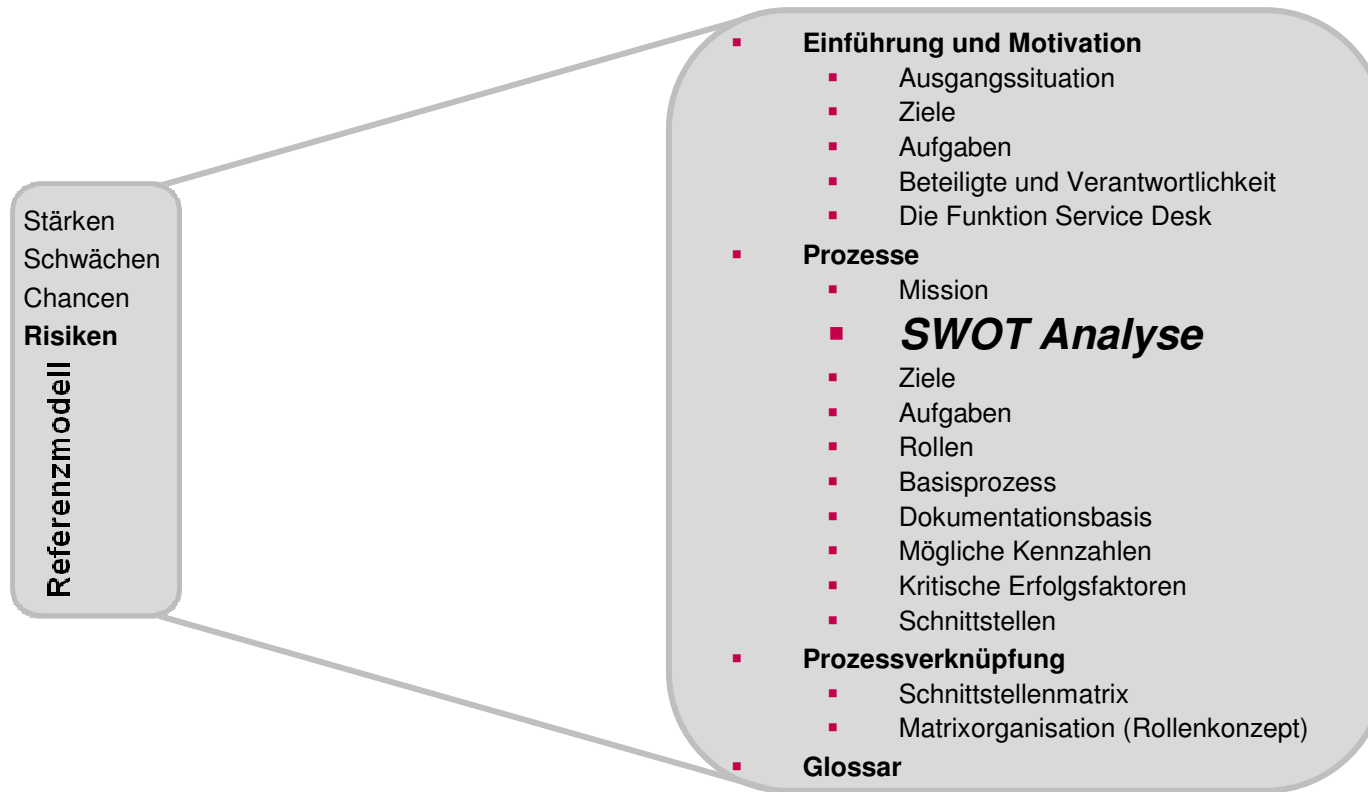 Stärken
Schwächen
Chancen
Risiken
Referenzmodell
▪ Einführung und Motivation
▪ Ausgangssituation
▪ Ziele
▪ Aufgaben
▪ Beteiligte und Verantwortlichkeit
▪ Die Funktion Service Desk
▪ Prozesse
▪ Mission
▪ SWOT Analyse
▪ Ziele
▪ Aufgaben
▪ Rollen
▪ Basisprozess
▪ Dokumentationsbasis
▪ Mögliche Kennzahlen
▪ Kritische Erfolgsfaktoren
▪ Schnittstellen
▪ Prozessverknüpfung
▪ Schnittstellenmatrix
▪ Matrixorganisation (Rollenkonzept)
▪ Glossar